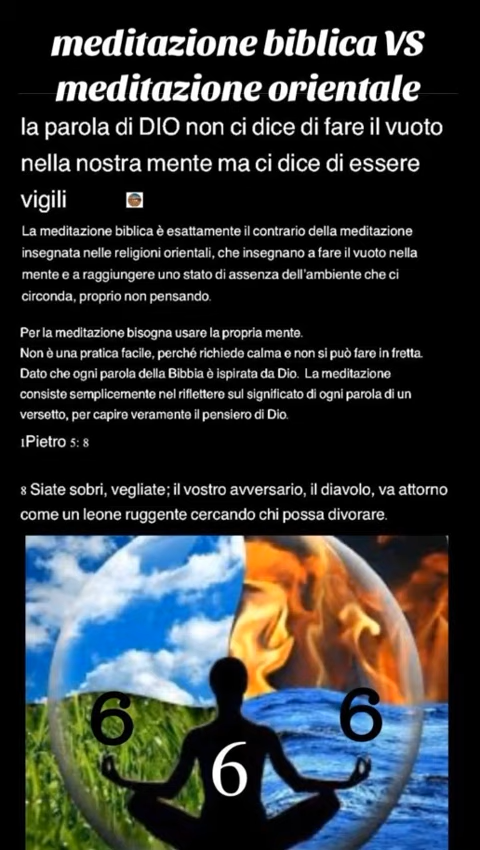 meditazione biblica VS
meditazione orientale
la parola di DIO non ci dice di fare il vuoto
nella nostra mente ma ci dice di essere
vigili
La meditazione biblica è esattamente il contrario della meditazione
insegnata nelle religioni orientali, che insegnano a fare il vuoto nella
mente e a raggiungere uno stato di assenza dell'ambiente che ci
circonda, proprio non pensando.
Per la meditazione bisogna usare la propria mente.
Non è una pratica facile, perché richiede calma e non si può fare in fretta.
Dato che ogni parola della Bibbia è ispirata da Dio. La meditazione
consiste semplicemente nel riflettere sul significato di ogni parola di un
versetto, per capire veramente il pensiero di Dio.
1Pietro 5: 8
8 Siate sobri, vegliate; il vostro avversario, il diavolo, va attorno
come un leone ruggente cercando chi possa divorare.
6 6 6